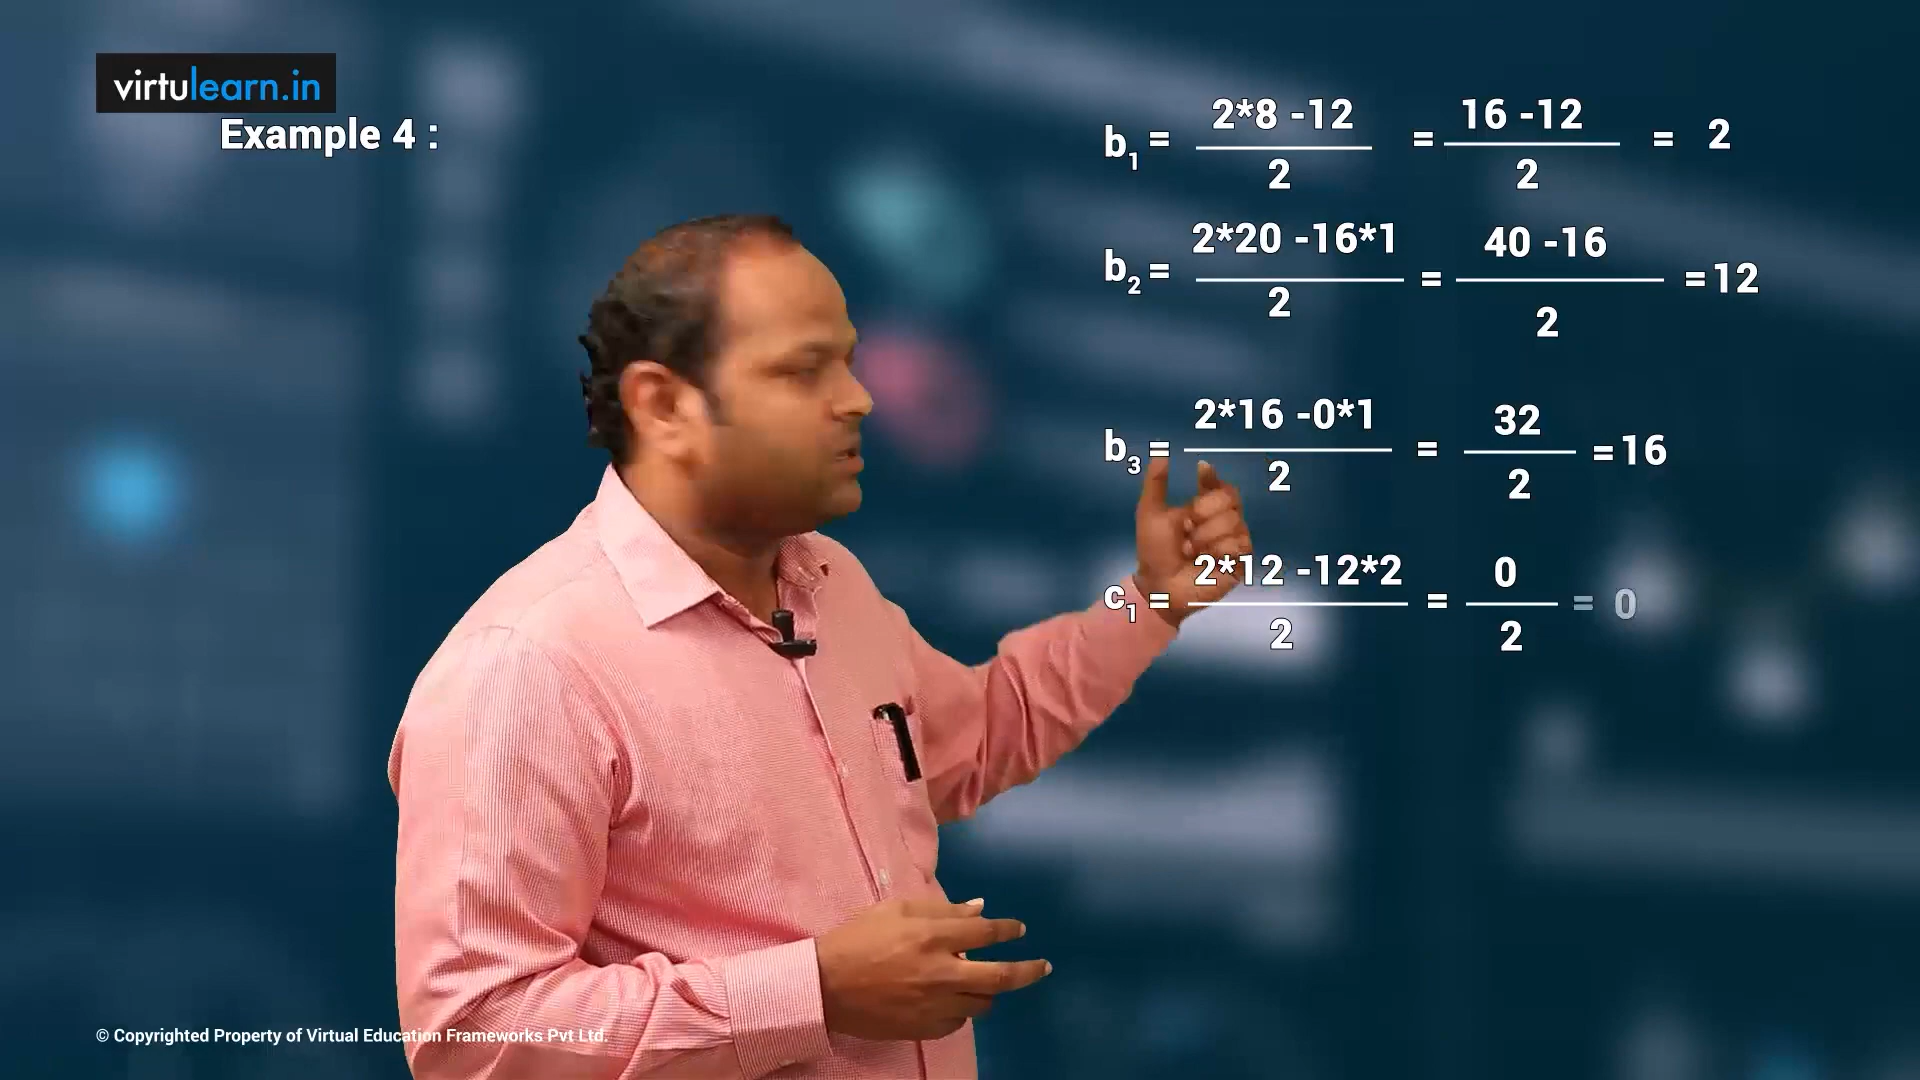 virtulearn.in
Example 4 :
b1 = 2*8 -12 / 2 = 16 -12 / 2 = 2
b2 = 2*20 -16*1 / 2 = 40 -16 / 2 =12
b3 = 2*16 -0*1 / 2 = 32 / 2 =16
c1 = 2*12 -12*2 / 2 = 0 / 2 = 0
© Copyrighted Property of Virtual Education Frameworks Pvt Ltd.